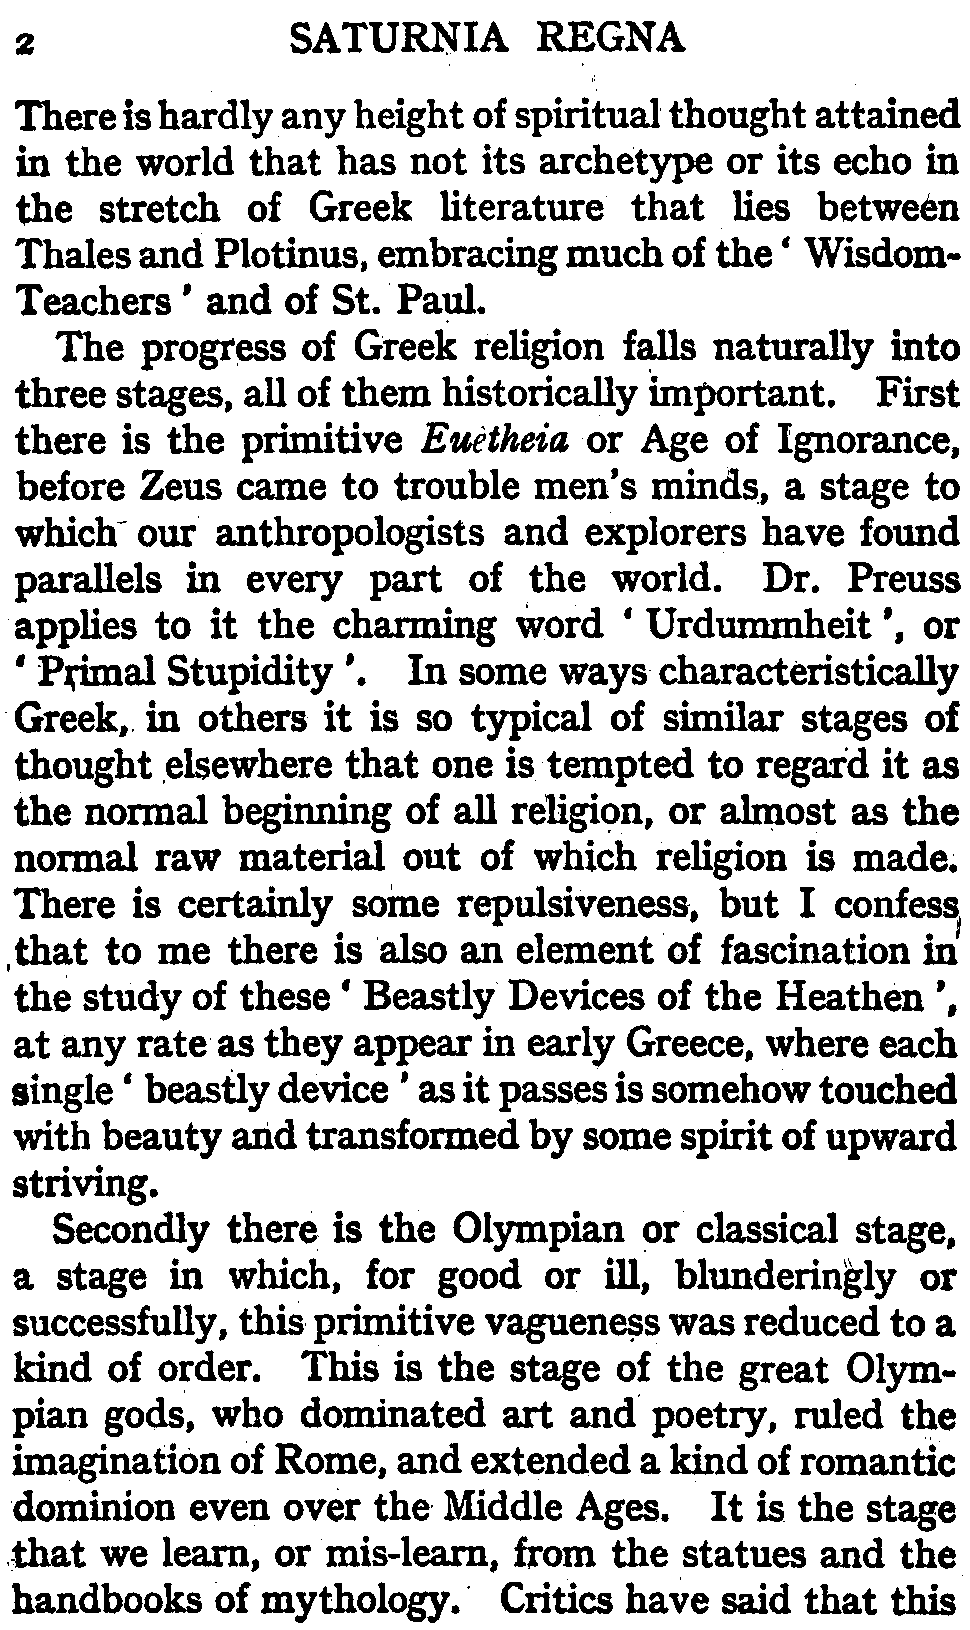 2 SATURNIA REGNA
There is hardly any height of spiritual thought attained
in the world that has not its archetype or its echo in
the stretch of Greek literature that lies between
Thales and Plotinus, embracing much of the ‘ Wisdom-
Teachers ’ and of St. Paul.
The progress of Greek religion falls naturally into
three stages, all of them historically important. First
there is the primitive Euetheia or Age of Ignorance,
before Zeus came to trouble men's minds, a stage to
which our anthropologists and explorers have found
parallels in every part of the world. Dr. Preuss
applies to it the charming word ‘ Urdummheit ’, or
‘ Primal Stupidity ’. In some ways characteristically
Greek, in others it is so typical of similar stages of
thought elsewhere that one is tempted to regard it as
the normal beginning of all religion, or almost as the
normal raw material out of which religion is made.
There is certainly some repulsiveness, but I confess
that to me there is also an element of fascination in
the study of these ‘ Beastly Devices of the Heathen ’,
at any rate as they appear in early Greece, where each
single ‘ beastly device ’ as it passes is somehow touched
with beauty and transformed by some spirit of upward
striving.
Secondly there is the Olympian or classical stage,
a stage in which, for good or ill, blunderingly or
successfully, this primitive vagueness was reduced to a
kind of order. This is the stage of the great Olym-
pian gods, who dominated art and poetry, ruled the
imagination of Rome, and extended a kind of romantic
dominion even over the Middle Ages. It is the stage
that we learn, or mis-learn, from the statues and the
handbooks of mythology. Critics have said that this